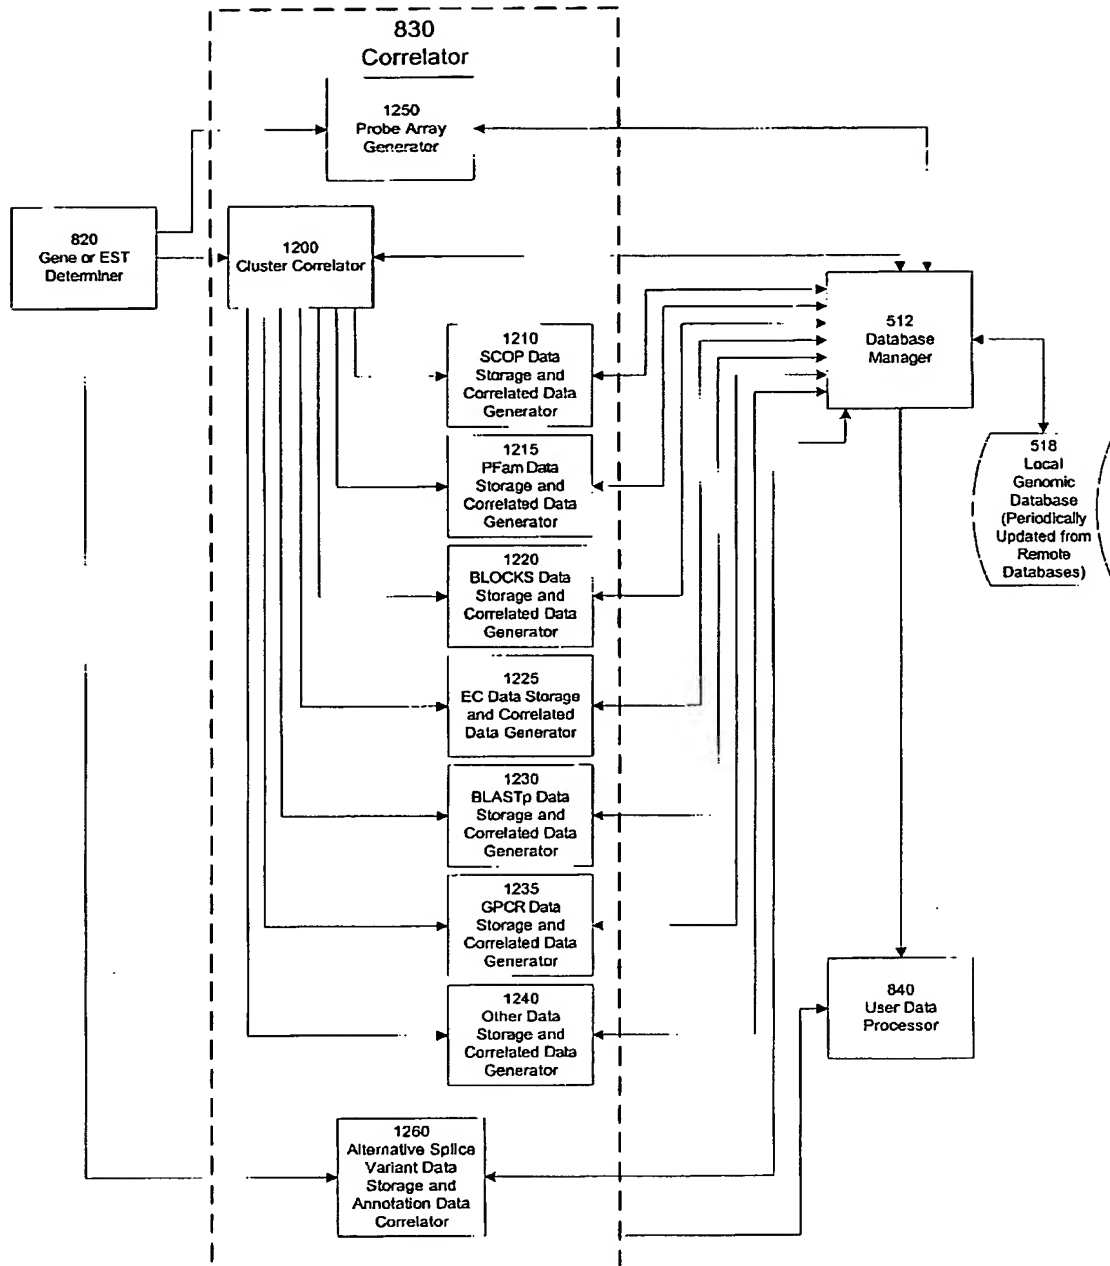 830
Correlator
1250
Probe Array
Generator
820
Gene or EST
Determiner
1200
Cluster Correlator
1210
SCOP Data
Storage and
Correlated Data
Generator
512
Database
Manager
1215
PFam Data
Storage and
Correlated Data
Generator
518
Local
Genomic
Database
(Periodically
Updated from
Remote
Databases)
1220
BLOCKS Data
Storage and
Correlated Data
Generator
1225
EC Data Storage
and Correlated
Data Generator
1230
BLASTp Data
Storage and
Correlated Data
Generator
1235
GPCR Data
Storage and
Correlated Data
Generator
840
User Data
Processor
1240
Other Data
Storage and
Correlated Data
Generator
1260
Alternative Splice
Variant Data
Storage and
Annotation Data
Correlator